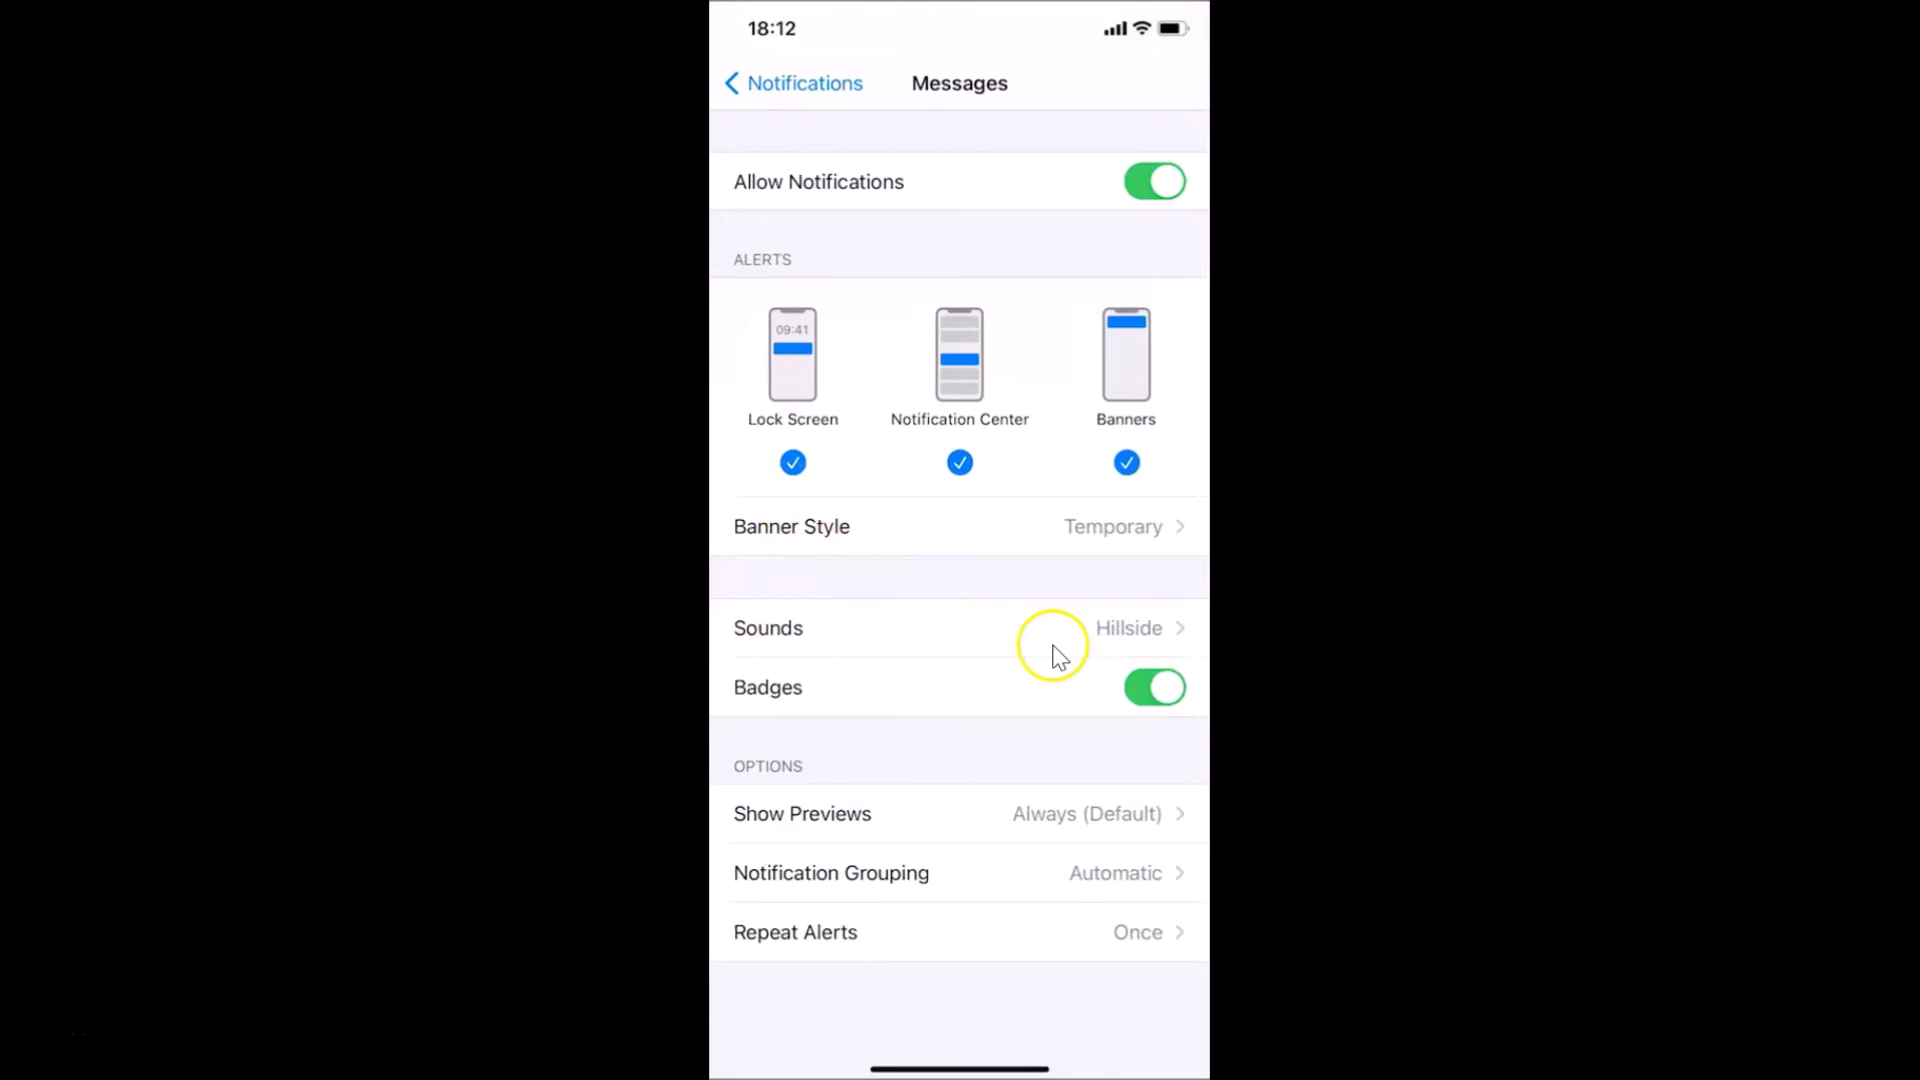 18:12
Notifications
Messages
Allow Notifications
ALERTS
09:41
Lock Screen
Notification Center
Banners
Banner Style
Temporary
Sounds
Hillside
Badges
OPTIONS
Show Previews
Always (Default)
Notification Grouping
Automatic
Repeat Alerts
Once